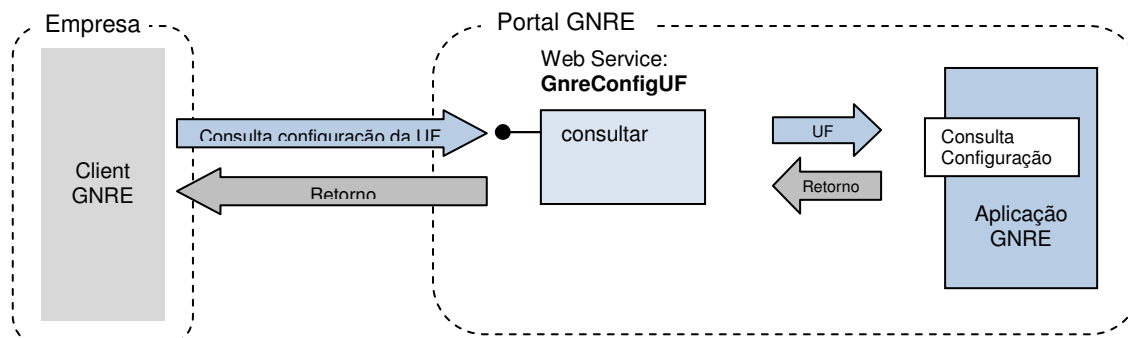 Empresa
Portal GNRE
Web Service:
GnreConfigUF
Consulta configuração da UF
consultar
UF
Consulta
Configuração
Client
GNRE
Retorno
Retorno
Aplicação
GNRE